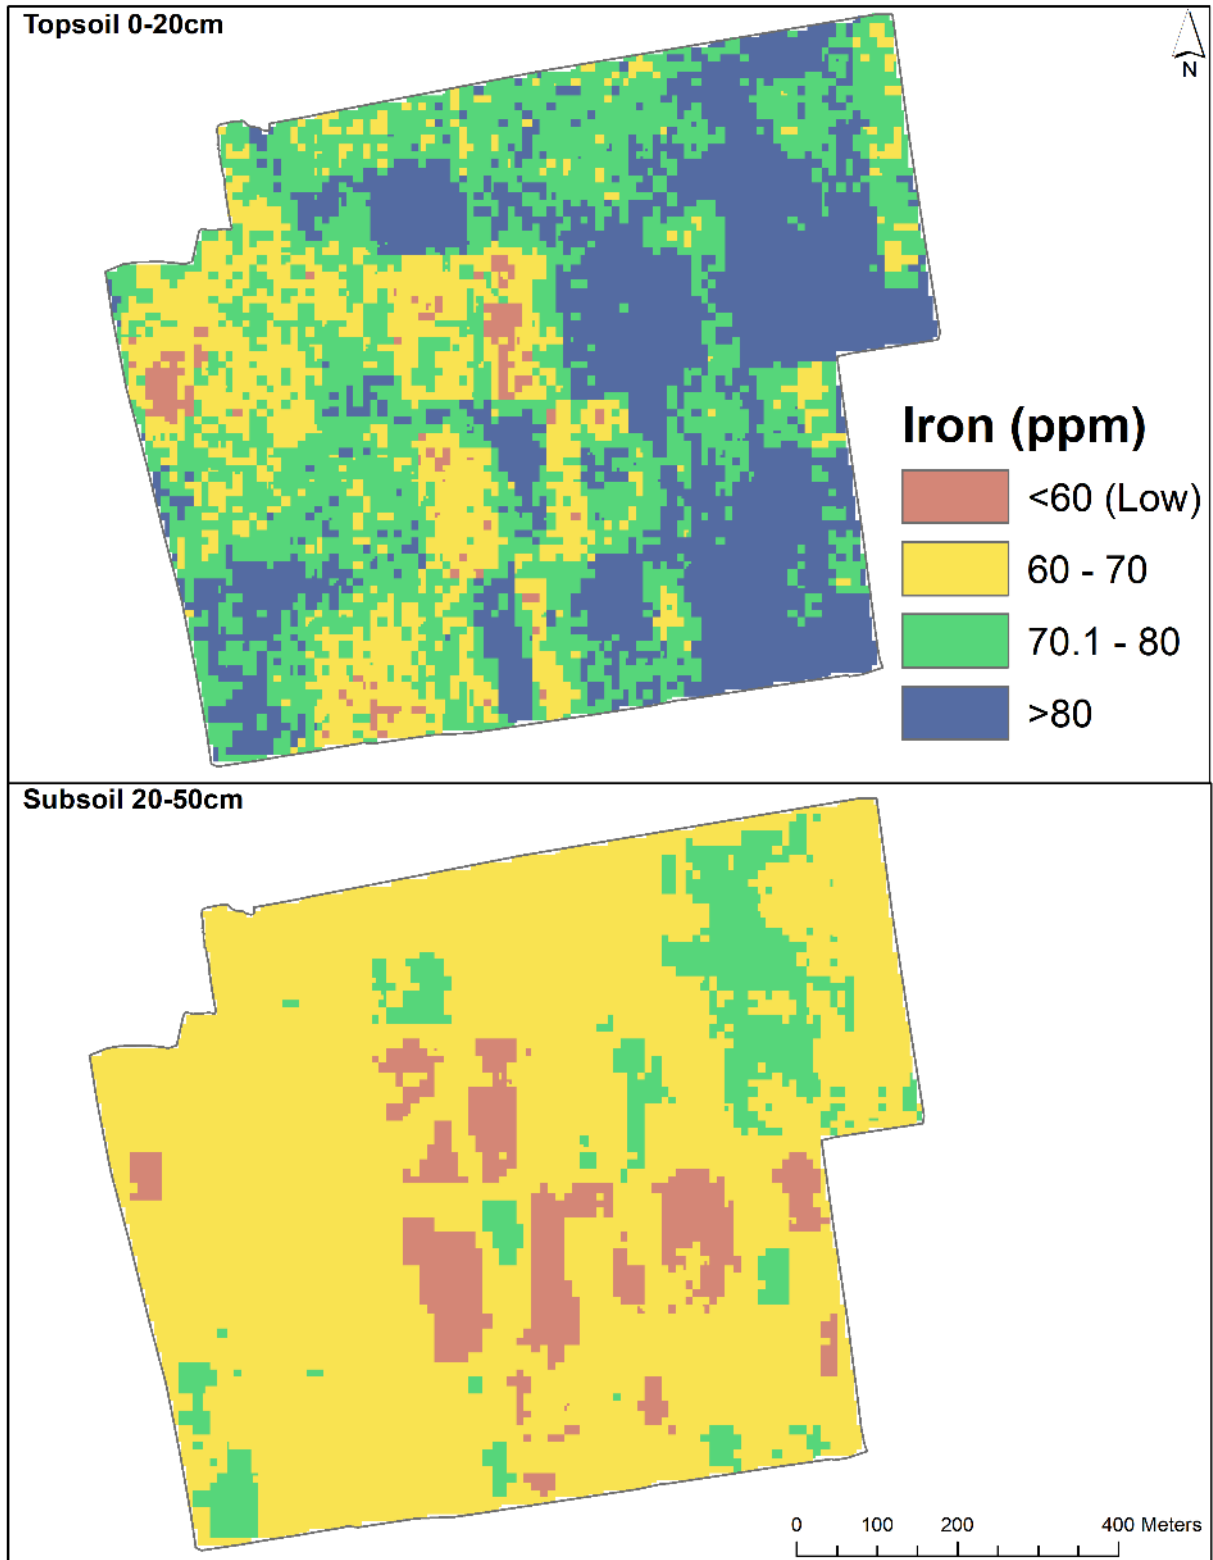 Topsoil 0-20cm
N
Iron (ppm)
<60 (Low)
60 - 70
70.1 - 80
>80
Subsoil 20-50cm
0 100 200 400 Meters